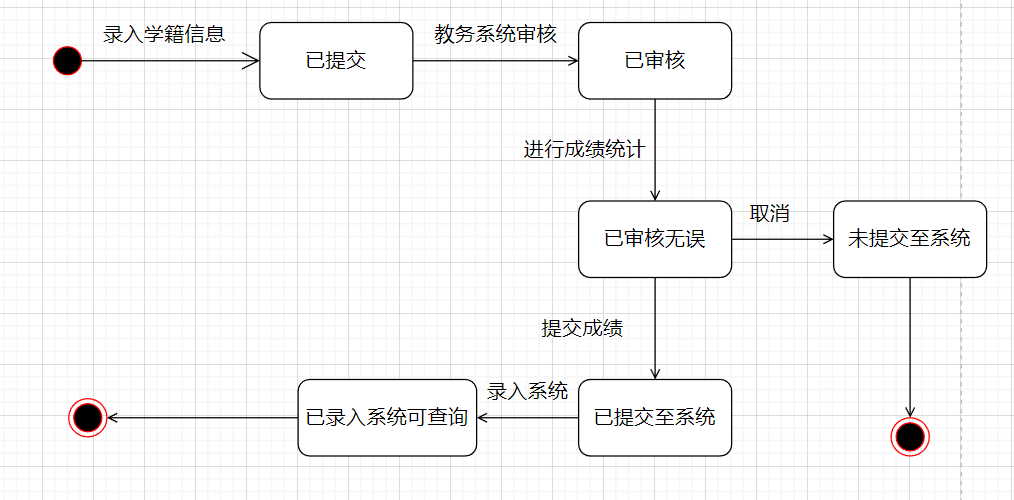 录入学籍信息
教务系统审核
已提交
已审核
进行成绩统计
取消
已审核无误
未提交至系统
提交成绩
录入系统
已录入系统可查询
已提交至系统